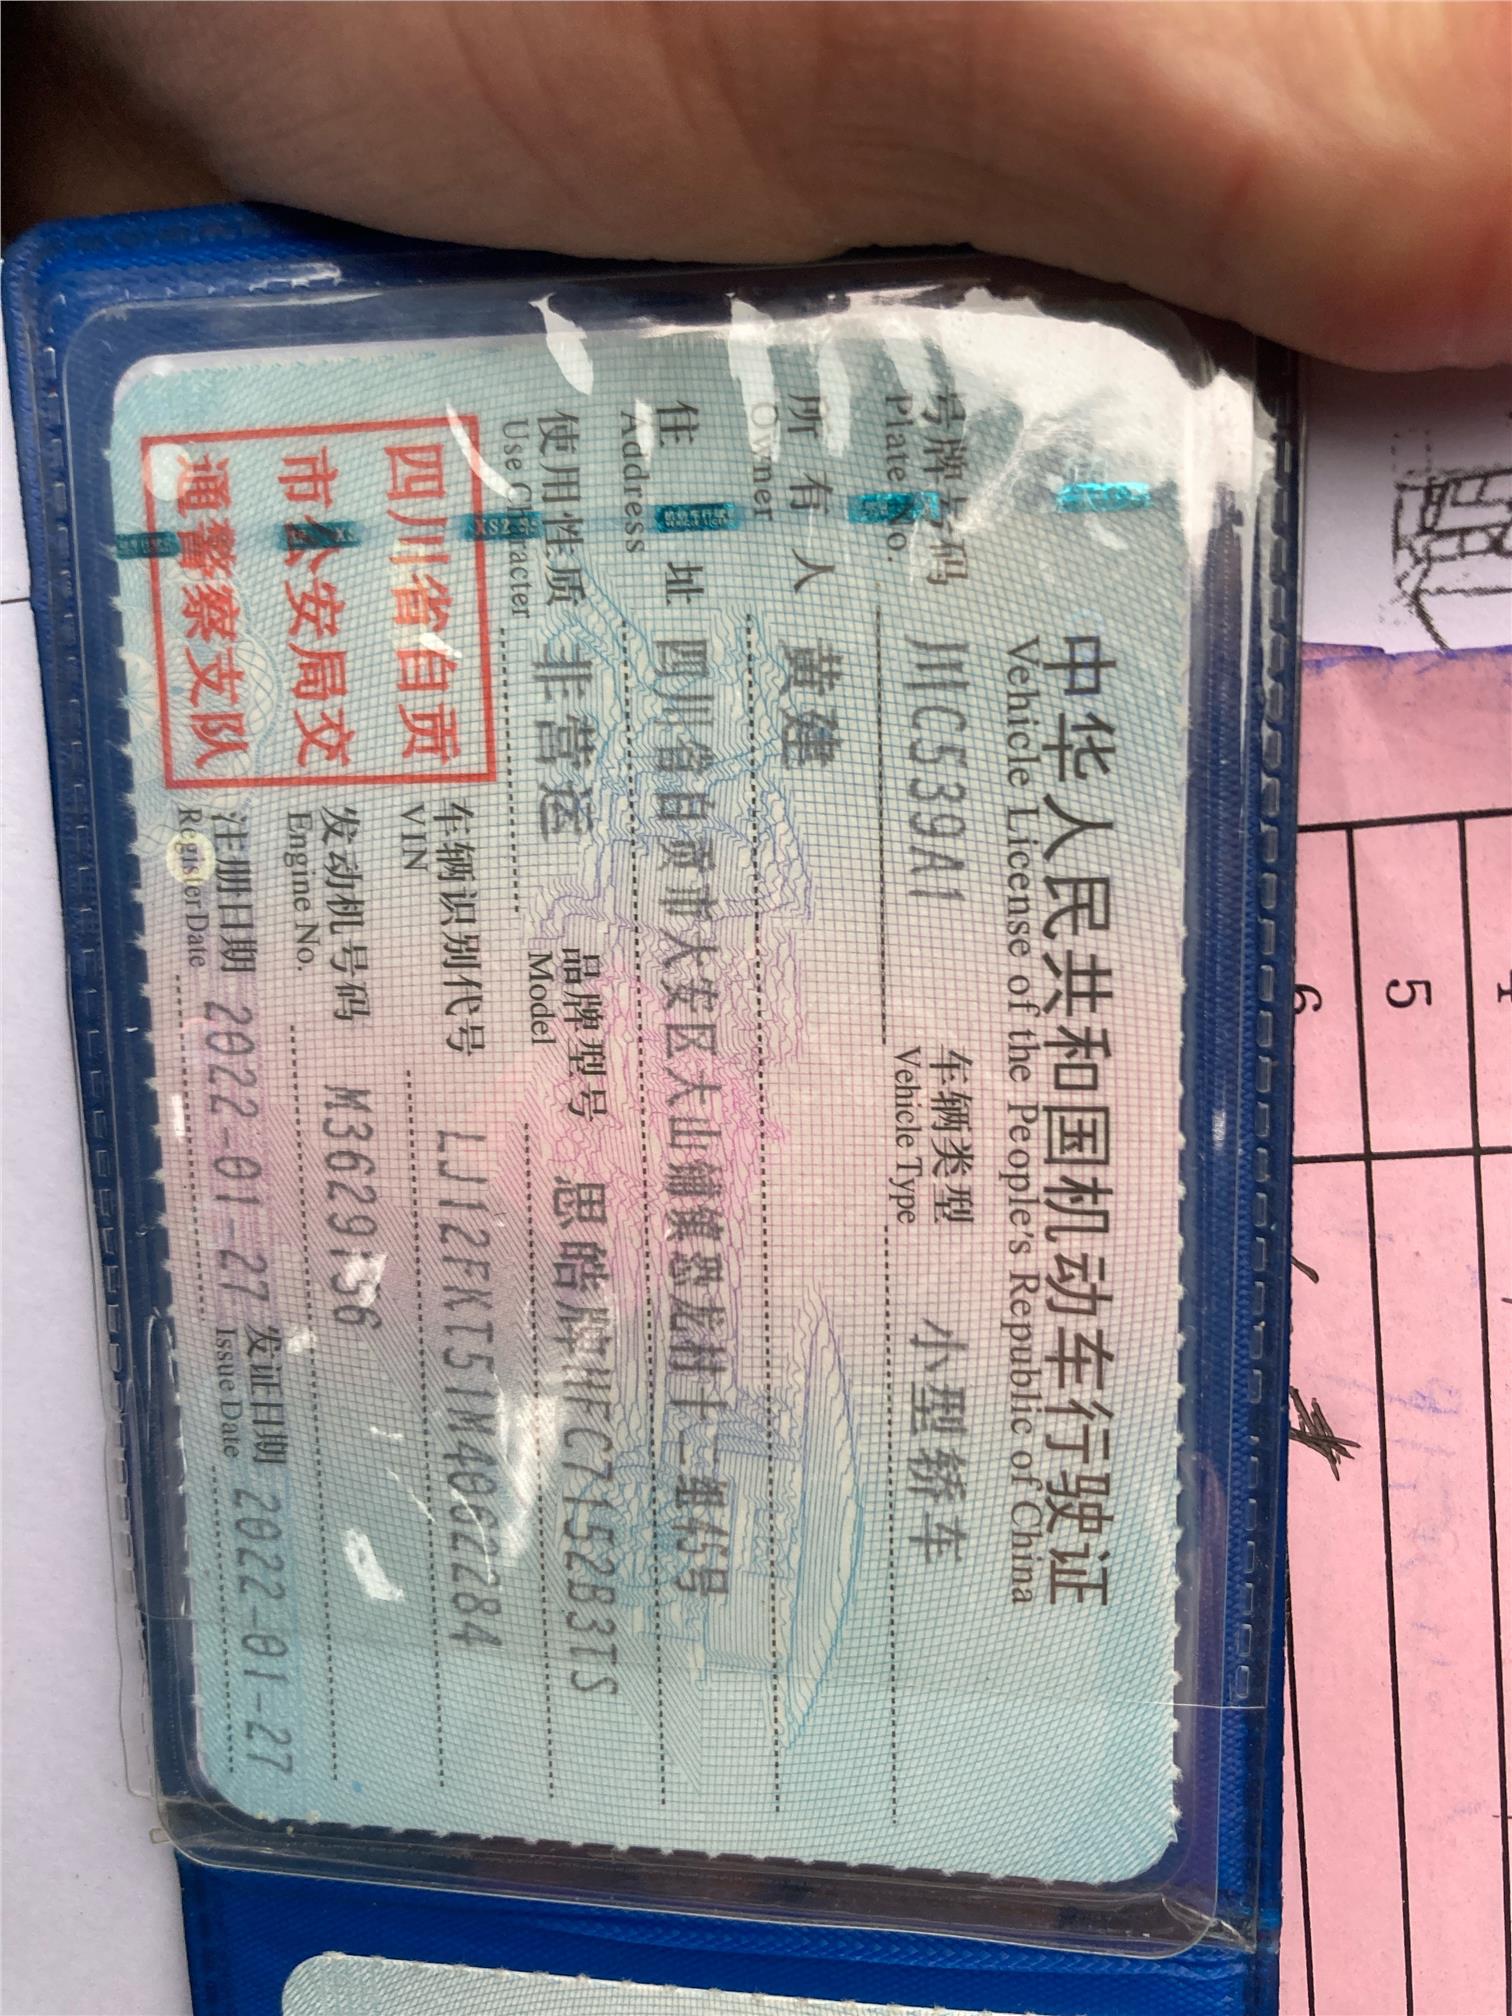 中华人民共和国机动车行驶证
Vehicle License of the People's Republic of China
号牌号码 川C539A1 车辆类型 小型轿车
Plate No. Vehicle Type
所有人 黄建
Owner
住址 四川省自贡市大安区大山铺镇恐龙村十二组45号
Address
使用性质 非营运 品牌型号 思皓牌HFC7152B3TS
Use Character Model
四川省自贡
市公安局交
通警察支队
车辆识别代号 LJ12FKT51M4062284
VIN
发动机号码 M3629156
Engine No.
注册日期 2022-01-27 发证日期 2022-01-27
Register Date Issue Date
5
6